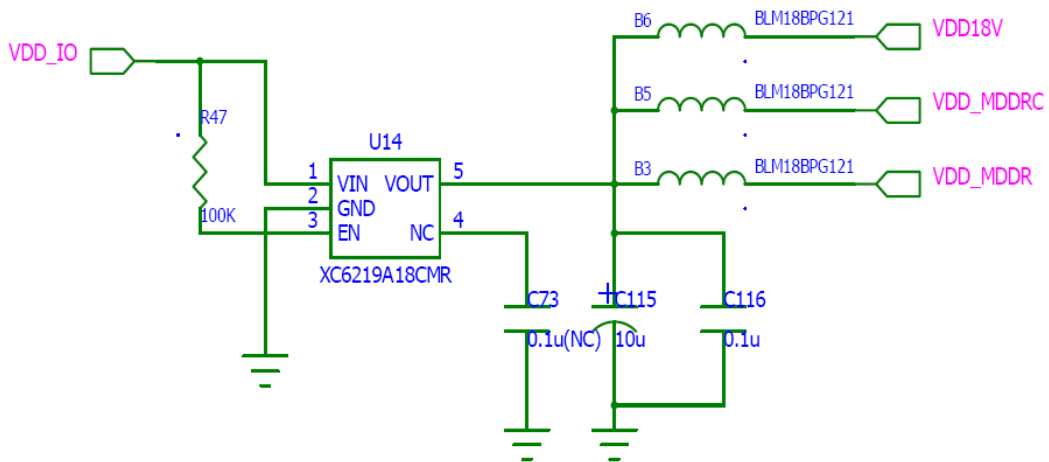 B6
BLM18BPG121
VDD18V
VDD_IO
B5
BLM18BPG121
VDD_MDDRC
R47
U14
B3
BLM18BPG121
VDD_MDDR
1
VIN
VOUT
5
2
GND
100K
3
EN
NC
4
XC6219A18CMR
C73
+
C115
C116
0.1u(NC)
10u
0.1u